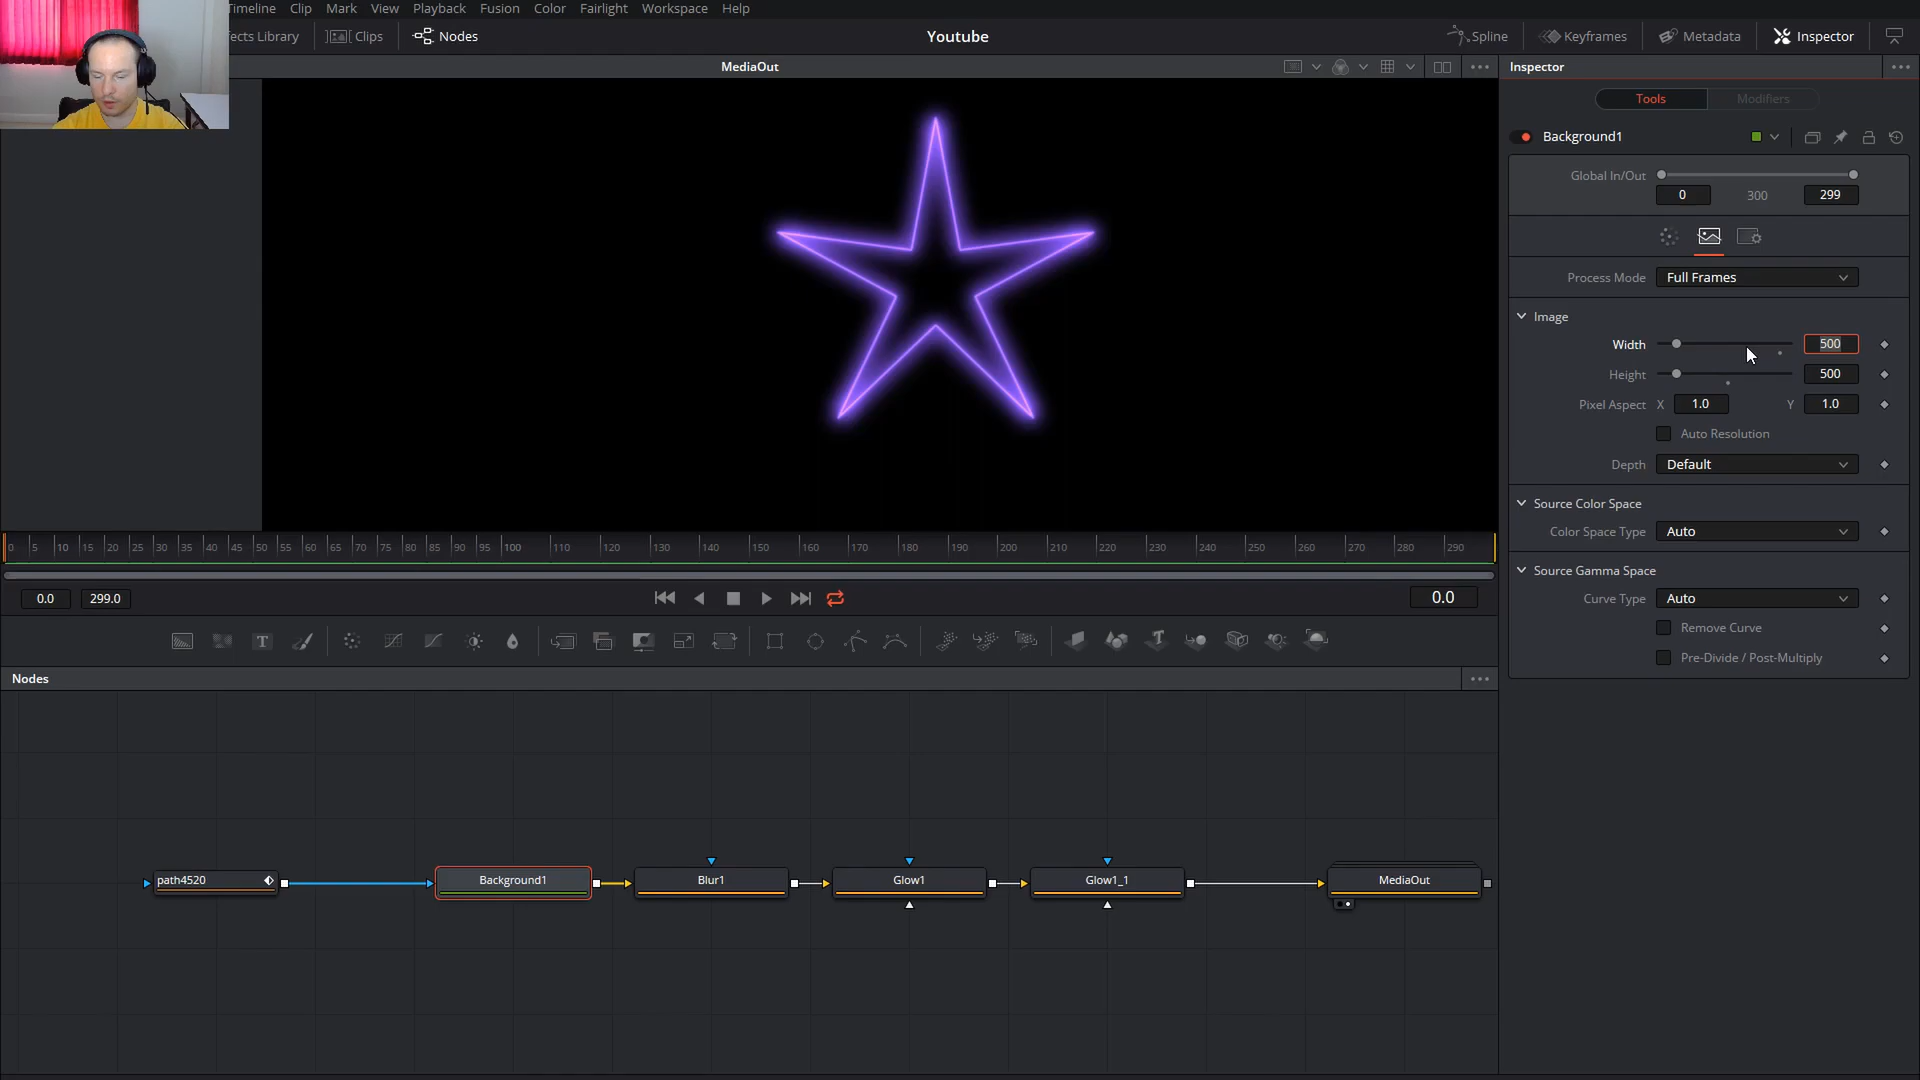 Timeline Clip Mark View Playback Fusion Color Fairlight Workspace Help
fects Library Clips Nodes Youtube Spline Keyframes Metadata Inspector
MediaOut
Inspector
Tools Modifiers
Background1
Global In/Out
0 300 299
Process Mode Full Frames
Image
Width 500
Height 500
Pixel Aspect X 1.0 Y 1.0
Auto Resolution
Depth Default
Source Color Space
Color Space Type Auto
Source Gamma Space
Curve Type Auto
Remove Curve
Pre-Divide / Post-Multiply
0 5 10 15 20 25 30 35 40 45 50 55 60 65 70 75 80 85 90 95 100 110 120 130 140 150 160 170 180 190 200 210 220 230 240 250 260 270 280 290
0.0 299.0 0.0
Nodes
path4520 Background1 Blur1 Glow1 Glow1_1 MediaOut